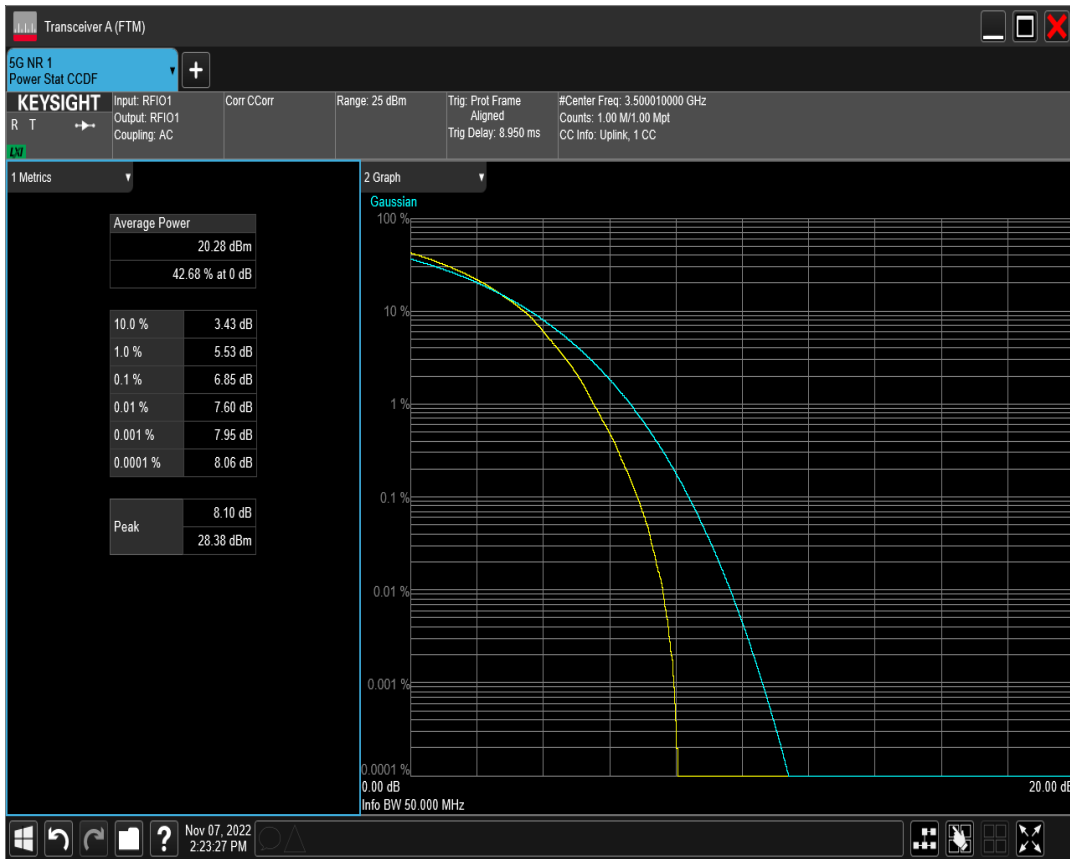 Transceiver A (FTM)
5G NR 1
Power Stat CCDF
+
KEYSIGHT
R T
LXI
Input: RFIO1
Output: RFIO1
Coupling: AC
Corr CCorr
Range: 25 dBm
Trig: Prot Frame
Aligned
Trig Delay: 8.950 ms
#Center Freq: 3.500010000 GHz
Counts: 1.00 M/1.00 Mpt
CC Info: Uplink, 1 CC
1 Metrics
Average Power
20.28 dBm
42.68 % at 0 dB
10.0 % 3.43 dB
1.0 % 5.53 dB
0.1 % 6.85 dB
0.01 % 7.60 dB
0.001 % 7.95 dB
0.0001 % 8.06 dB
Peak
8.10 dB
28.38 dBm
2 Graph
Gaussian
100 %
10 %
1 %
0.1 %
0.01 %
0.001 %
0.0001 %
0.00 dB
20.00 dB
Info BW 50.000 MHz
?
Nov 07, 2022
2:23:27 PM